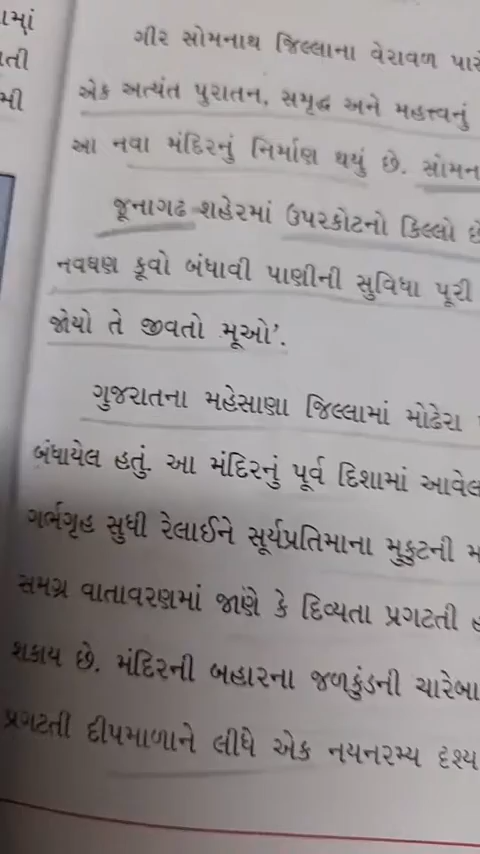 ગીર સોમનાથ જિલ્લાના વેરાવળ
એક અત્યંત પુરાતન, સમૃદ્ધ અને મહત્ત્વનું
આ નવા મંદિરનું નિર્માણ થયું છે.
જૂનાગઢ શહેરમાં ઉપરકોટનો કિલ્લો
નવઘણ કૂવો બંધાવી પાણીની સુવિધા પૂરી
જોયો તે જીવતો મૂઓ’.
ગુજરાતના મહેસાણા જિલ્લામાં મોઢેરા
બંધાયેલ હતું. આ મંદિરનું પૂર્વ દિશામાં
ગર્ભગૃહ સુધી રેલાઈને સૂર્યપ્રતિમાના મુકુટની
સમગ્ર વાતાવરણમાં જાણે કે દિવ્યતા પ્રગટતી
શકાય છે. મંદિરની બહારના જળકુંડની
પ્રગટતી દીપમાળાને લીધે એક નયનરમ્ય દૃશ્ય